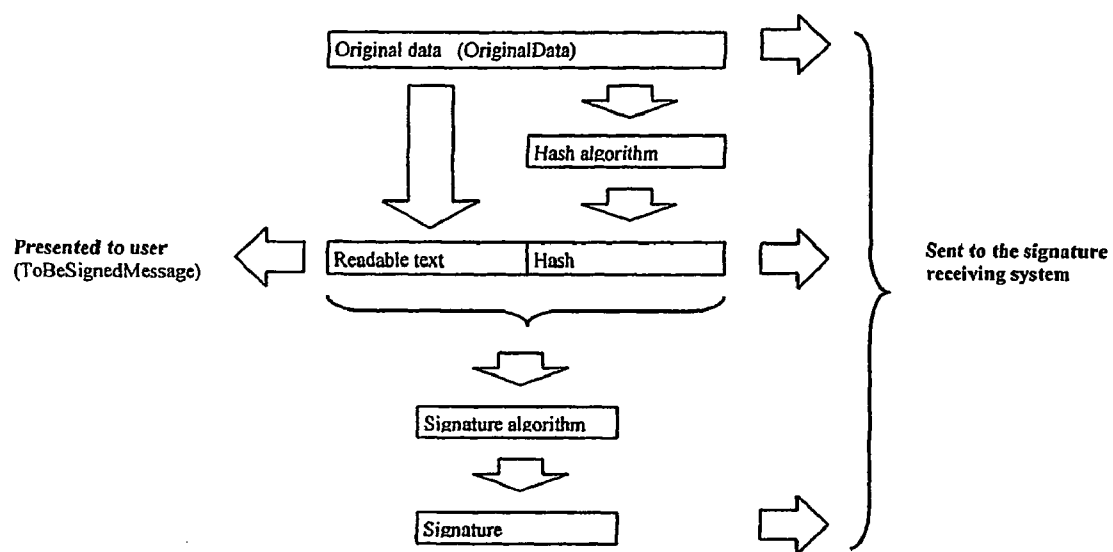 Original data (OriginalData)
Hash algorithm
Presented to user
(ToBeSignedMessage)
Readable text
Hash
Sent to the signature
receiving system
Signature algorithm
Signature